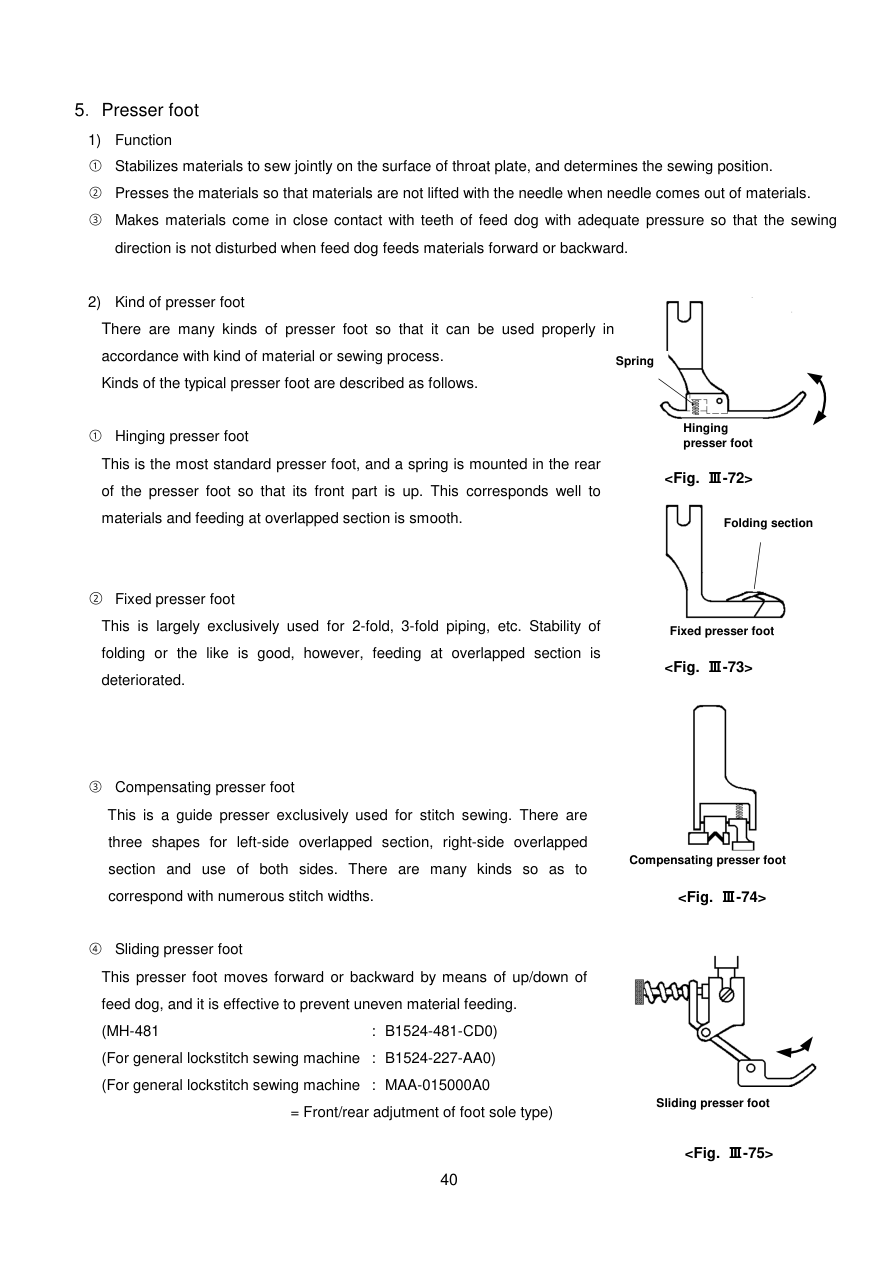 5. Presser foot
1) Function
① Stabilizes materials to sew jointly on the surface of throat plate, and determines the sewing position.
② Presses the materials so that materials are not lifted with the needle when needle comes out of materials.
③ Makes materials come in close contact with teeth of feed dog with adequate pressure so that the sewing
direction is not disturbed when feed dog feeds materials forward or backward.
2) Kind of presser foot
There are many kinds of presser foot so that it can be used properly in
accordance with kind of material or sewing process.
Kinds of the typical presser foot are described as follows.
Spring
Hinging
presser foot
<Fig. Ⅲ-72>
① Hinging presser foot
This is the most standard presser foot, and a spring is mounted in the rear
of the presser foot so that its front part is up. This corresponds well to
materials and feeding at overlapped section is smooth.
Folding section
Fixed presser foot
<Fig. Ⅲ-73>
② Fixed presser foot
This is largely exclusively used for 2-fold, 3-fold piping, etc. Stability of
folding or the like is good, however, feeding at overlapped section is
deteriorated.
③ Compensating presser foot
This is a guide presser exclusively used for stitch sewing. There are
three shapes for left-side overlapped section, right-side overlapped
section and use of both sides. There are many kinds so as to
correspond with numerous stitch widths.
Compensating presser foot
<Fig. Ⅲ-74>
④ Sliding presser foot
This presser foot moves forward or backward by means of up/down of
feed dog, and it is effective to prevent uneven material feeding.
(MH-481 : B1524-481-CD0)
(For general lockstitch sewing machine : B1524-227-AA0)
(For general lockstitch sewing machine : MAA-015000A0
= Front/rear adjutment of foot sole type)
Sliding presser foot
<Fig. Ⅲ-75>
40